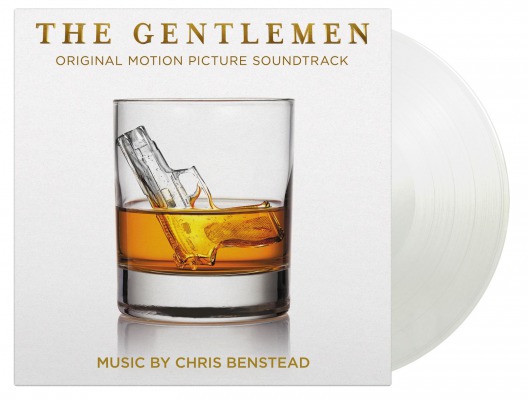 THE GENTLEMEN
ORIGINAL MOTION PICTURE SOUNDTRACK
MUSIC BY CHRIS BENSTEAD